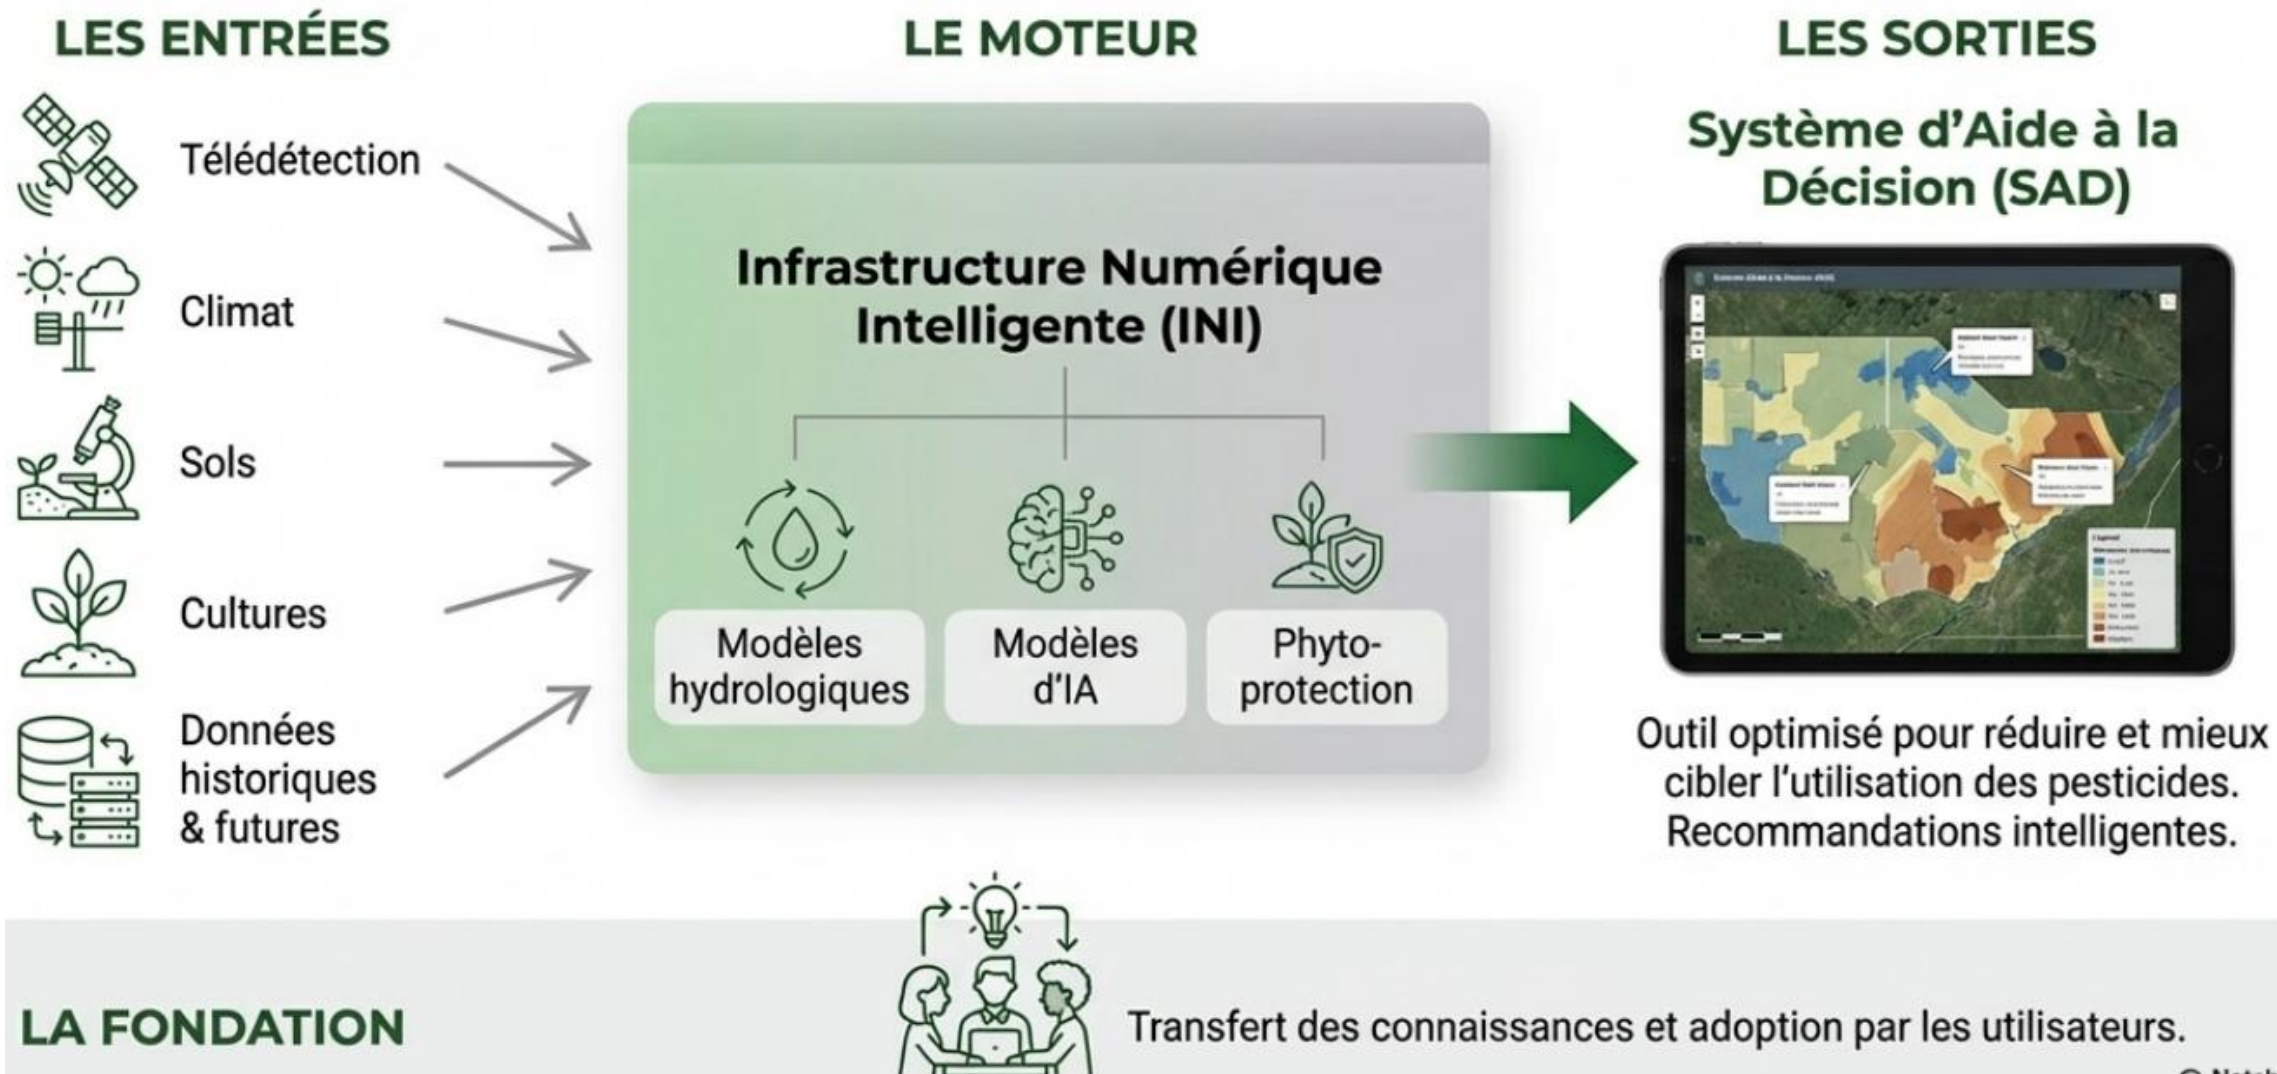 LES ENTRÉES
Télédétection
Climat
Sols
Cultures
Données
historiques
& futures
LE MOTEUR
Infrastructure Numérique
Intelligente (INI)
Modèles
hydrologiques
Modèles
d'IA
Phyto-
protection
LES SORTIES
Système d'Aide à la
Décision (SAD)
Outil optimisé pour réduire et mieux
cibler l'utilisation des pesticides.
Recommandations intelligentes.
LA FONDATION
Transfert des connaissances et adoption par les utilisateurs.